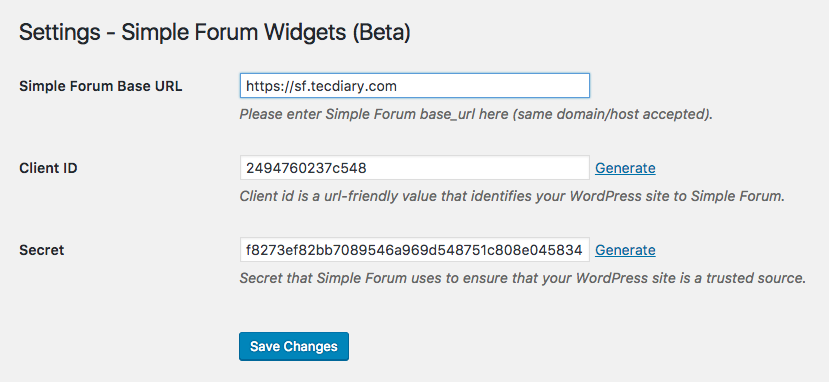 Settings - Simple Forum Widgets (Beta)
Simple Forum Base URL https://sf.tecdiary.com
Please enter Simple Forum base_url here (same domain/host accepted).
Client ID 2494760237c548 Generate
Client id is a url-friendly value that identifies your WordPress site to Simple Forum.
Secret f8273ef82bb7089546a969d548751c808e045834 Generate
Secret that Simple Forum uses to ensure that your WordPress site is a trusted source.
Save Changes